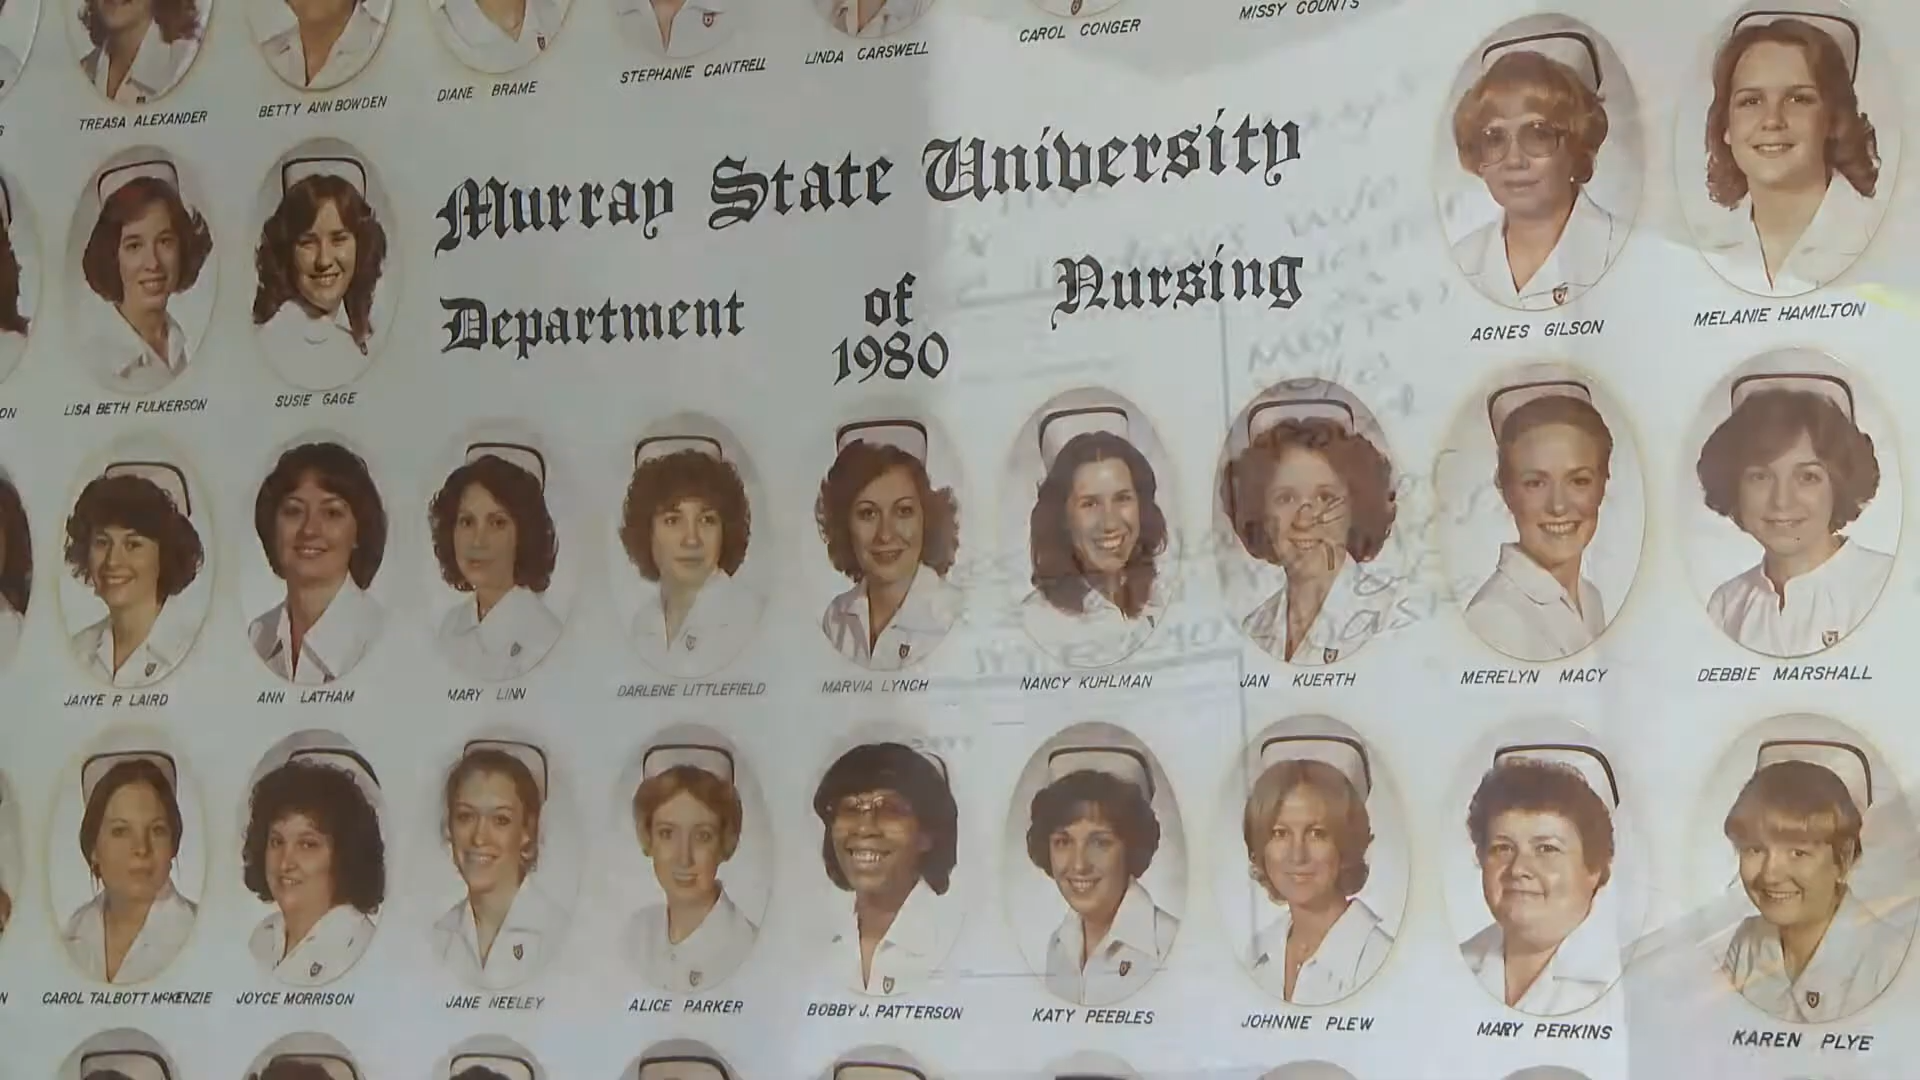 CAROL CONGER
MISSY COUNTS
LINDA CARSWELL
STEPHANIE CANTRELL
DIANE BRAME
BETTY ANN BOWDEN
TREASA ALEXANDER
Murray State University
Department of Nursing
1980
AGNES GILSON
MELANIE HAMILTON
LISA BETH FULKERSON
SUSIE GAGE
JANYE P. LAIRD
ANN LATHAM
MARY LINN
DARLENE LITTLEFIELD
MARVIA LYNCH
NANCY KUHLMAN
JAN KUERTH
MERELYN MACY
DEBBIE MARSHALL
CAROL TALBOTT McKENZIE
JOYCE MORRISON
JANE NEELEY
ALICE PARKER
BOBBY J. PATTERSON
KATY PEEBLES
JOHNNIE PLEW
MARY PERKINS
KAREN PLYE